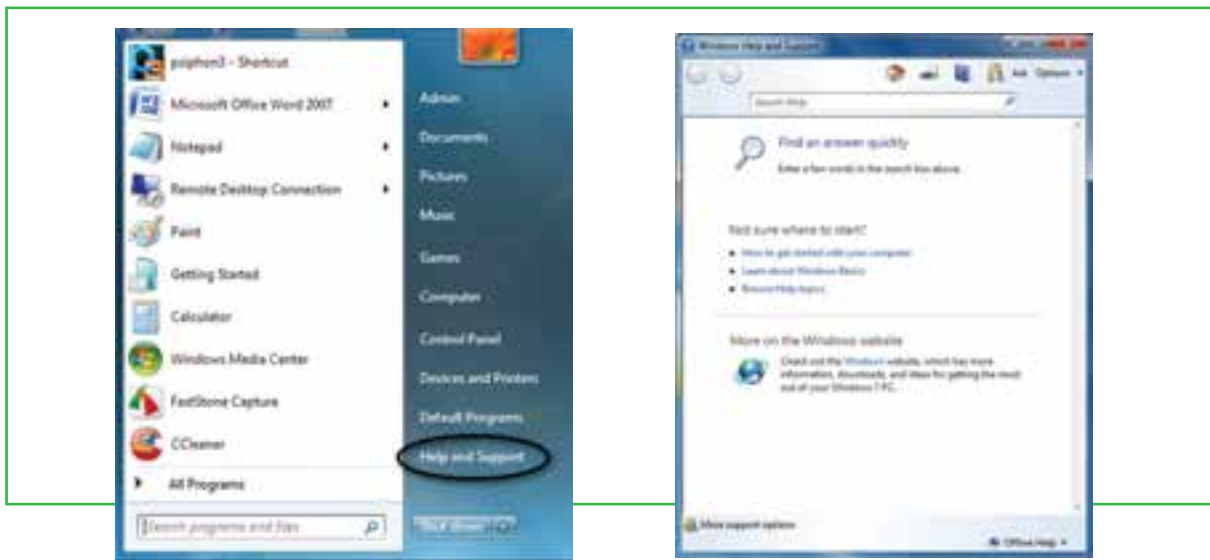 psiphon3 - Shortcut
Microsoft Office Word 2007
Notepad
Remote Desktop Connection
Paint
Getting Started
Calculator
Windows Media Center
FastStone Capture
CCleaner
All Programs
Search programs and files
Admin
Documents
Pictures
Music
Games
Computer
Control Panel
Devices and Printers
Default Programs
Help and Support
Shut down
Windows Help and Support
Ask Options
Search Help
Find an answer quickly
Enter a few words in the search box above.
Not sure where to start?
How to get started with your computer
Learn about Windows Basics
Browse Help topics
More on the Windows website
Check out the Windows website, which has more
information, downloads, and ideas for getting the most
out of your Windows 7 PC.
More support options
Offline Help